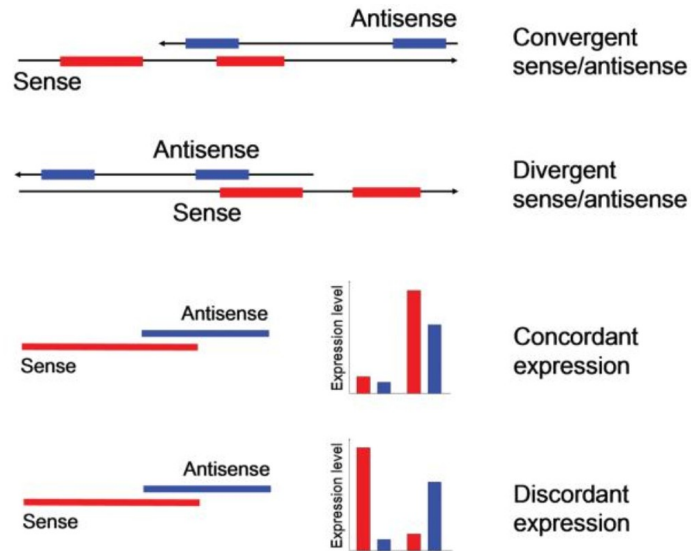 Antisense
Convergent
sense/antisense
Sense
Antisense
Divergent
sense/antisense
Sense
Antisense
Sense
Expression level
Concordant
expression
Antisense
Sense
Expression level
Discordant
expression